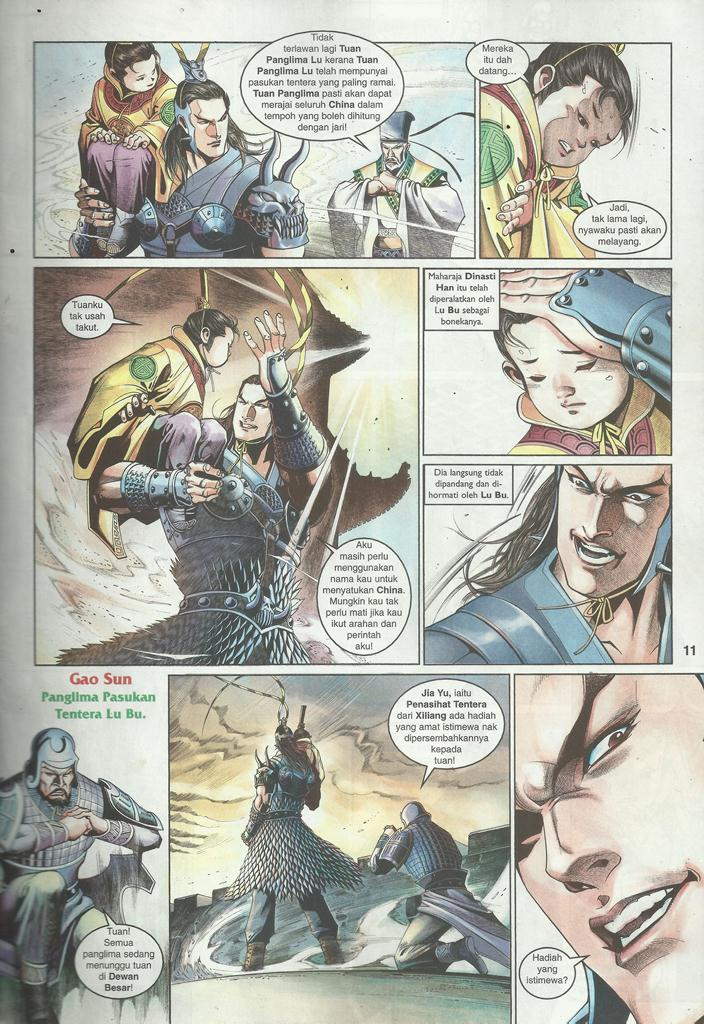 Tidak
terlawan lagi Tuan
Panglima Lu kerana Tuan
Panglima Lu telah mempunyai
pasukan tentera yang paling ramai.
Tuan Panglima pasti akan dapat
merajai seluruh China dalam
tempoh yang boleh dihitung
dengan jari!
Mereka
itu dah
datang...
Jadi,
tak lama lagi,
nyawaku pasti akan
melayang.
Tuanku
tak usah
takut.
Aku
masih perlu
menggunakan
nama kau untuk
menyatukan China.
Mungkin kau tak
perlu mati jika kau
ikut arahan dan
perintah
aku!
Maharaja Dinasti
Han itu telah
diperalatkan oleh
Lu Bu sebagai
bonekanya.
Dia langsung tidak
dipandang dan di-
hormati oleh Lu Bu.
11
Gao Sun
Panglima Pasukan
Tentera Lu Bu.
Tuan!
Semua
panglima sedang
menunggu tuan
di Dewan
Besar!
Jia Yu, iaitu
Penasihat Tentera
dari Xiliang ada hadiah
yang amat istimewa nak
dipersembahkannya
kepada
tuan!
Hadiah
yang
istimewa?